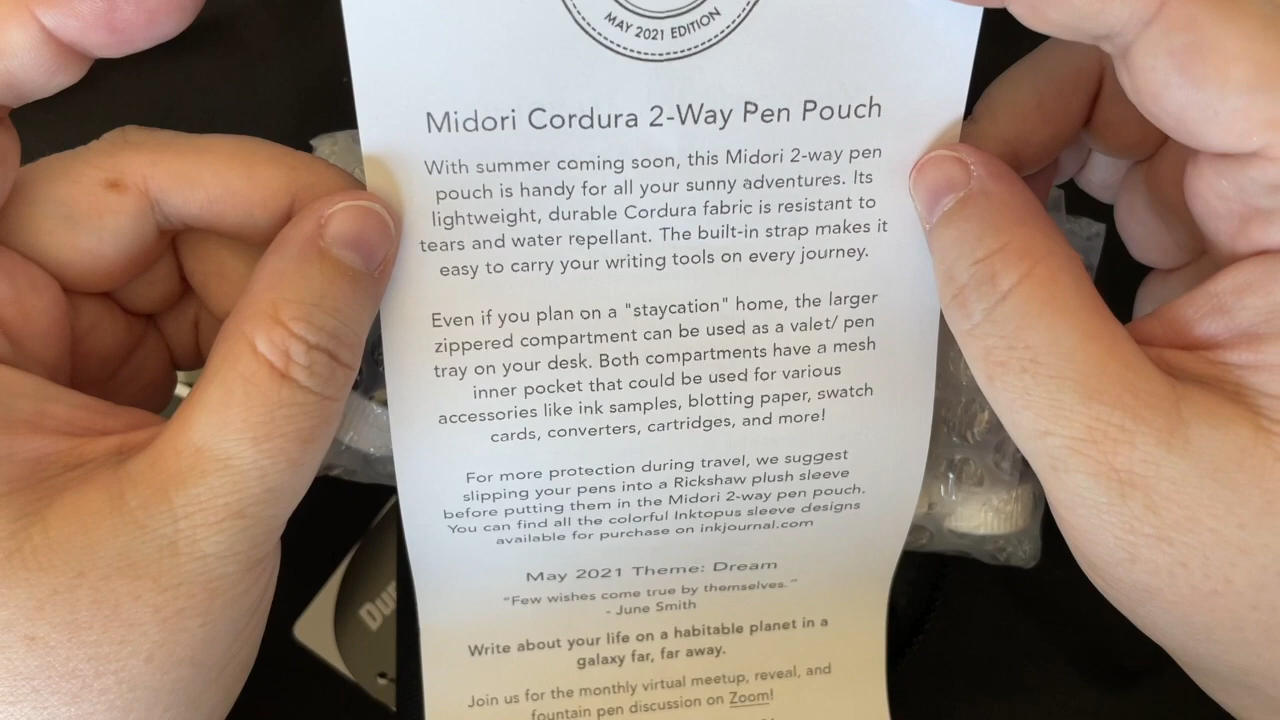 MAY 2021 EDITION
Midori Cordura 2-Way Pen Pouch
With summer coming soon, this Midori 2-way pen
pouch is handy for all your sunny adventures. Its
lightweight, durable Cordura fabric is resistant to
tears and water repellant. The built-in strap makes it
easy to carry your writing tools on every journey.
Even if you plan on a "staycation" home, the larger
zippered compartment can be used as a valet/ pen
tray on your desk. Both compartments have a mesh
inner pocket that could be used for various
accessories like ink samples, blotting paper, swatch
cards, converters, cartridges, and more!
For more protection during travel, we suggest
slipping your pens into a Rickshaw plush sleeve
before putting them in the Midori 2-way pen pouch.
You can find all the colorful Inktopus sleeve designs
available for purchase on inkjournal.com
May 2021 Theme: Dream
"Few wishes come true by themselves."
- June Smith
Write about your life on a habitable planet in a
galaxy far, far away.
Join us for the monthly virtual meetup, reveal, and
fountain pen discussion on Zoom!